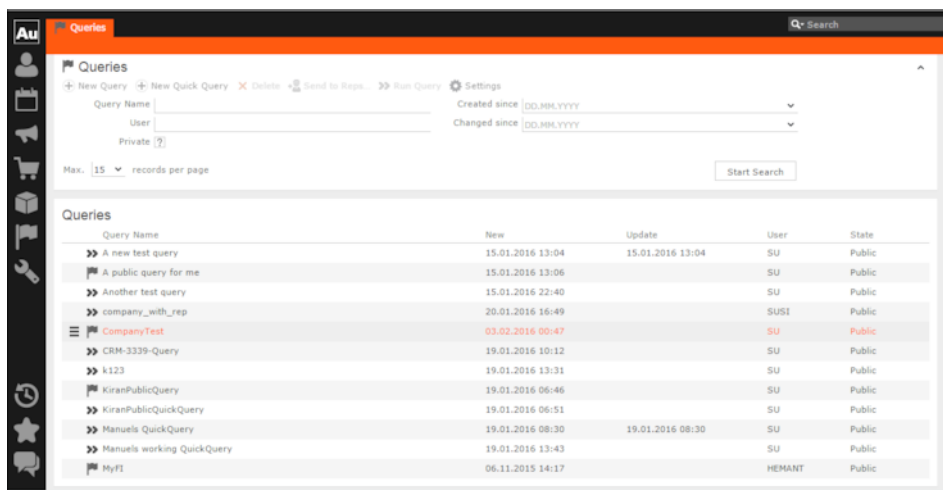 Au Queries Search
Queries
New Query New Quick Query Delete Send to Repo... Run Query Settings
Query Name Created since DD.MM.YYYY
User Changed since DD.MM.YYYY
Private ?
Max. 15 records per page Start Search
Queries
Query Name New Update User State
A new test query 15.01.2016 13:04 15.01.2016 13:04 SU Public
A public query for me 15.01.2016 13:06 SU Public
Another test query 15.01.2016 22:40 SU Public
company_with_rep 20.01.2016 16:49 SUSI Public
CompanyTest 03.02.2016 00:47 SU Public
CRM-3339-Query 19.01.2016 10:12 SU Public
k123 19.01.2016 13:31 SU Public
KiranPublicQuery 19.01.2016 06:46 SU Public
KiranPublicQuickQuery 19.01.2016 06:51 SU Public
Manuels QuickQuery 19.01.2016 08:30 19.01.2016 08:30 SU Public
Manuels working QuickQuery 19.01.2016 13:43 SU Public
MyFI 06.11.2015 14:17 HEMANT Public